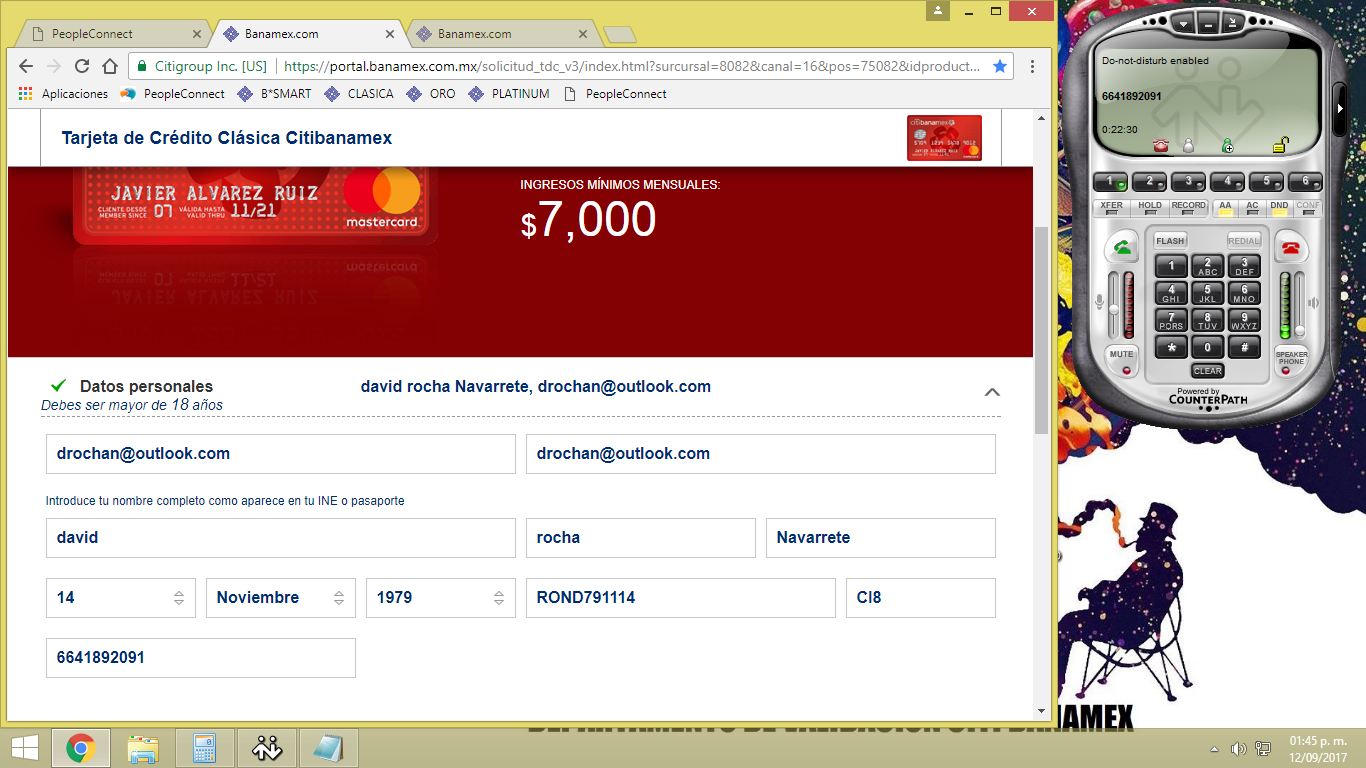 PeopleConnect
Banamex.com
Banamex.com
Citigroup Inc. [US]
https://portal.banamex.com.mx/solicitud_tdc_v3/index.html?surcursal=8082&canal=16&pos=75082&idproduct...
Aplicaciones
PeopleConnect
B*SMART
CLASICA
ORO
PLATINUM
PeopleConnect
Tarjeta de Crédito Clásica Citibanamex
citibanamex
JAVIER ALVAREZ RUIZ
CLIENTE DESDE
MEMBER SINCE
07
VÁLIDA HASTA
VALID THRU
11/21
mastercard
INGRESOS MÍNIMOS MENSUALES:
$7,000
Datos personales
david rocha Navarrete, drochan@outlook.com
Debes ser mayor de 18 años
drochan@outlook.com
drochan@outlook.com
Introduce tu nombre completo como aparece en tu INE o pasaporte
david
rocha
Navarrete
14
Noviembre
1979
ROND791114
CI8
6641892091
Do-not-disturb enabled
6641892091
0:22:30
1
2
3
4
5
6
XFER
HOLD
RECORD
AA
AC
DND
CONF
FLASH
REDIAL
1
2 ABC
3 DEF
4 GHI
5 JKL
6 MNO
7 PQRS
8 TUV
9 WXYZ
*
0
#
MUTE
SPEAKER PHONE
CLEAR
Powered by
COUNTERPATH
DEPARTAMENTO DE VALIDACION CITI BANAMEX
01:45 p. m.
12/09/2017